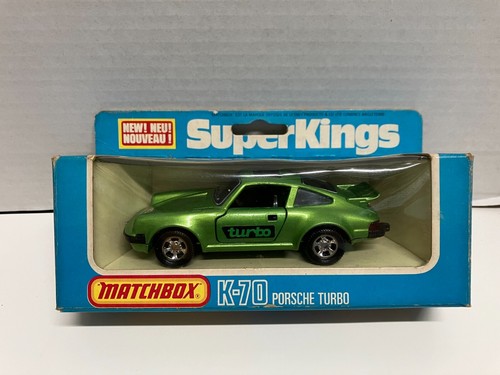 NEW! NEU!
NOUVEAU!
SuperKings
turbo
MATCHBOX
K-70 PORSCHE TURBO